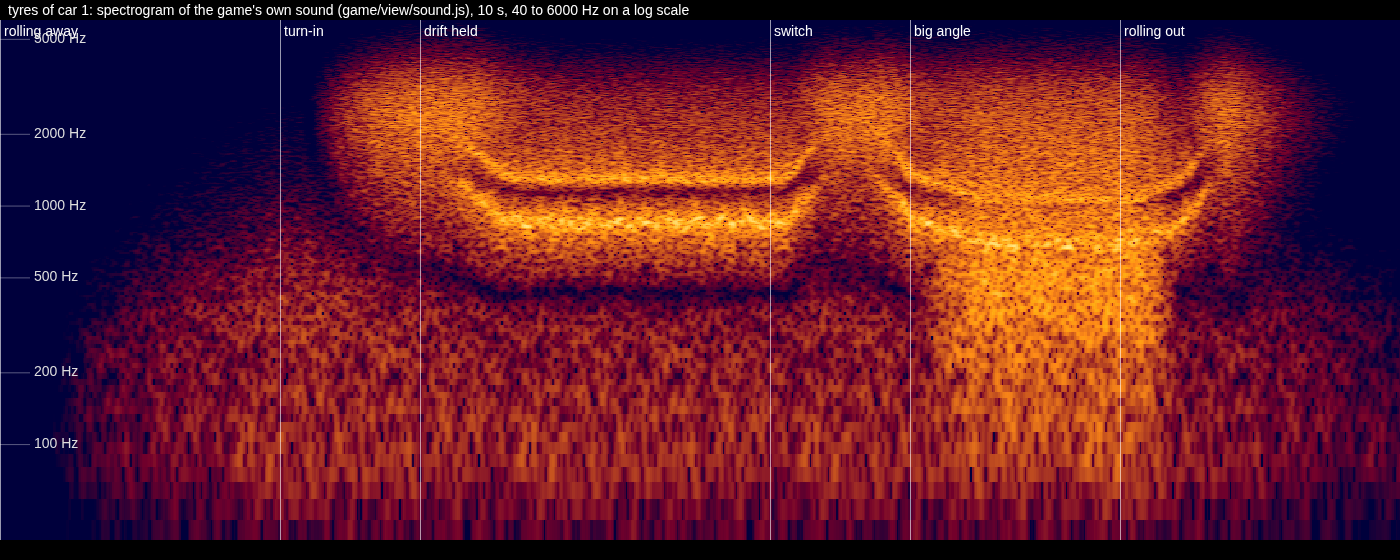 tyres of car 1: spectrogram of the game's own sound (game/view/sound.js), 10 s, 40 to 6000 Hz on a log scale
rolling away turn-in drift held switch big angle rolling out
5000 Hz
2000 Hz
1000 Hz
500 Hz
200 Hz
100 Hz